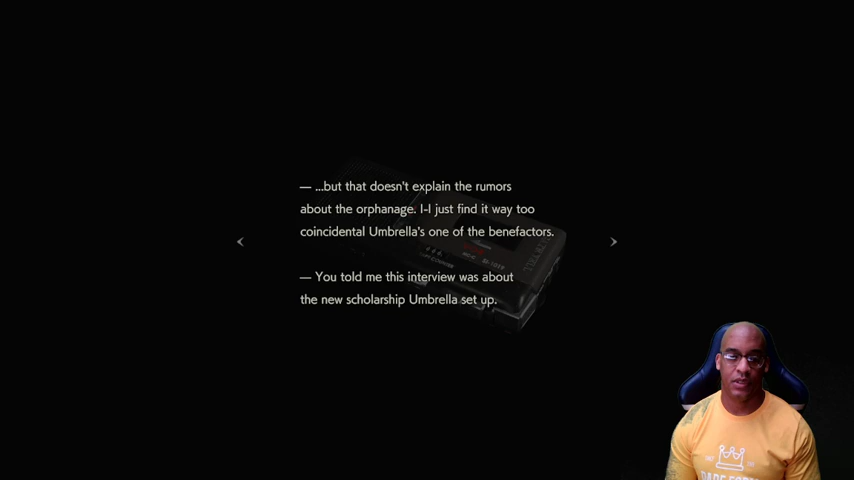 — ...but that doesn't explain the rumors
about the orphanage. I-I just find it way too
coincidental Umbrella's one of the benefactors.
— You told me this interview was about
the new scholarship Umbrella set up.